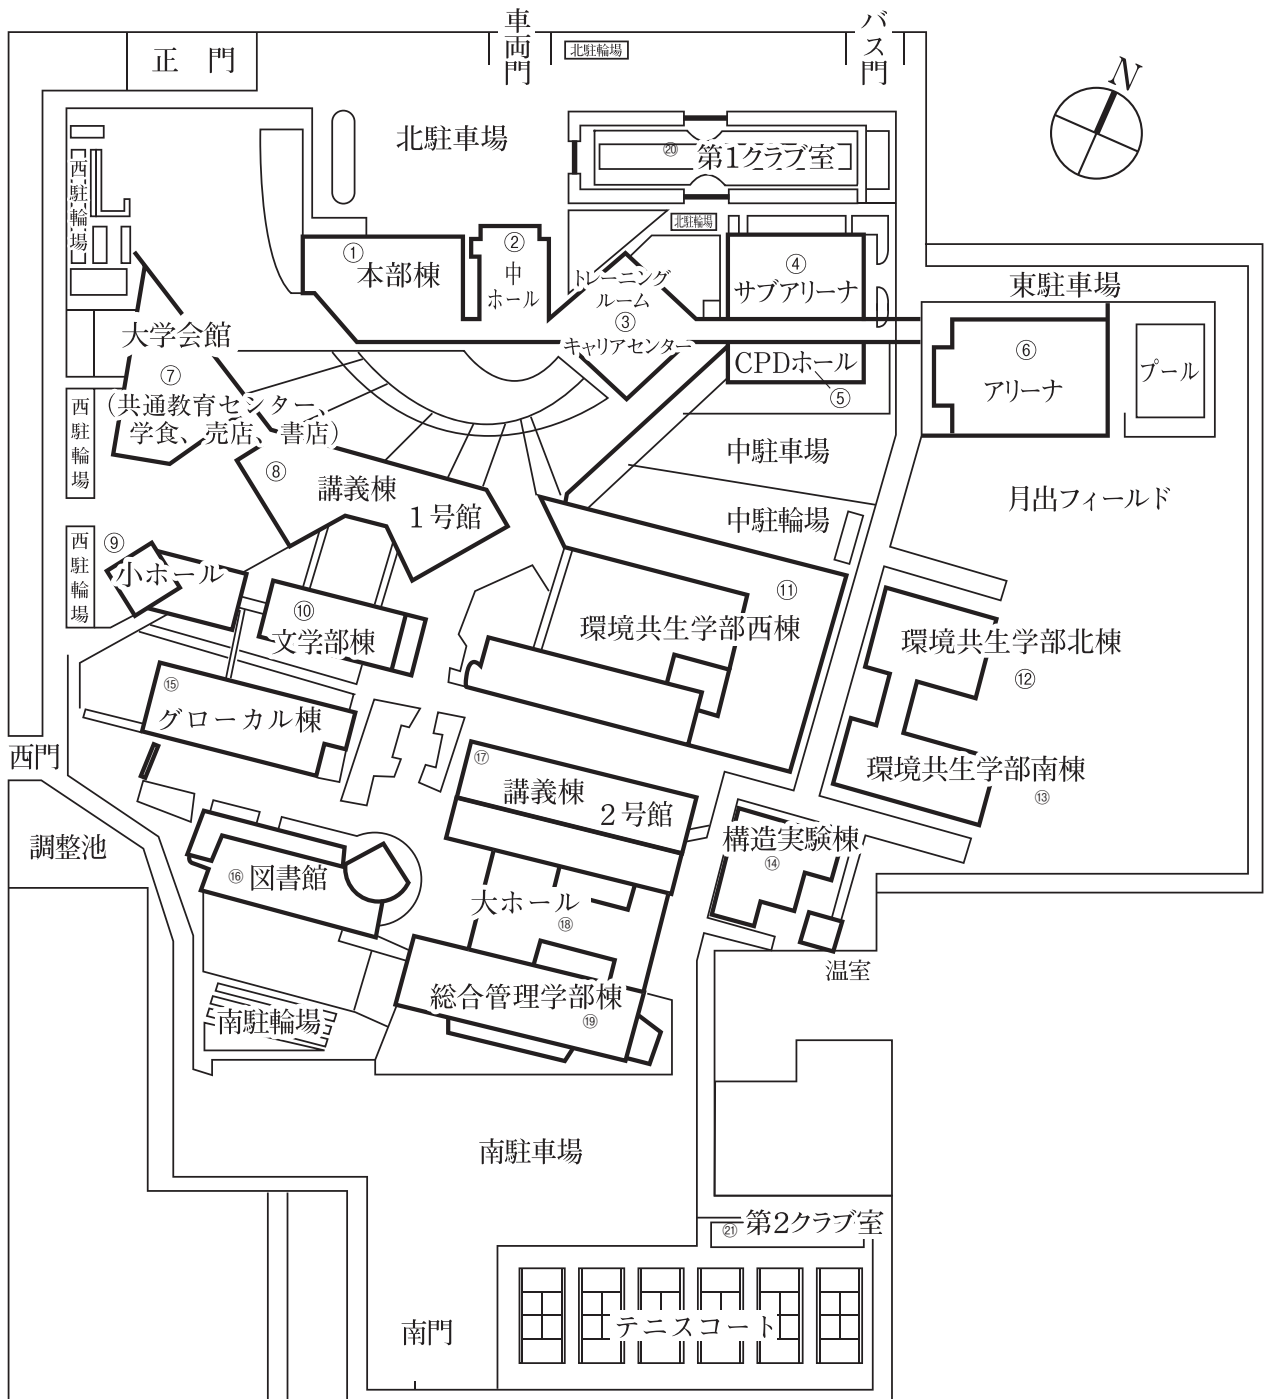 正 門
車両門
北駐輪場
バス門
N
北駐車場
⑳ 第1クラブ室
西駐輪場
北駐輪場
①
本部棟
②
中
ホール
トレーニング
ルーム
③
キャリアセンター
④
サブアリーナ
東駐車場
大学会館
⑦
(共通教育センター、
学食、売店、書店)
CPDホール
⑤
⑥
アリーナ
プール
西駐輪場
⑧
講義棟
1号館
中駐車場
中駐輪場
月出フィールド
西駐輪場
⑨
小ホール
⑩
文学部棟
⑪
環境共生学部西棟
環境共生学部北棟
⑫
⑮
グローカル棟
西門
⑰
講義棟
2号館
環境共生学部南棟
⑬
調整池
構造実験棟
⑭
⑯ 図書館
大ホール
⑱
温室
総合管理学部棟
⑲
南駐輪場
南駐車場
㉑ 第2クラブ室
南門
テニスコート